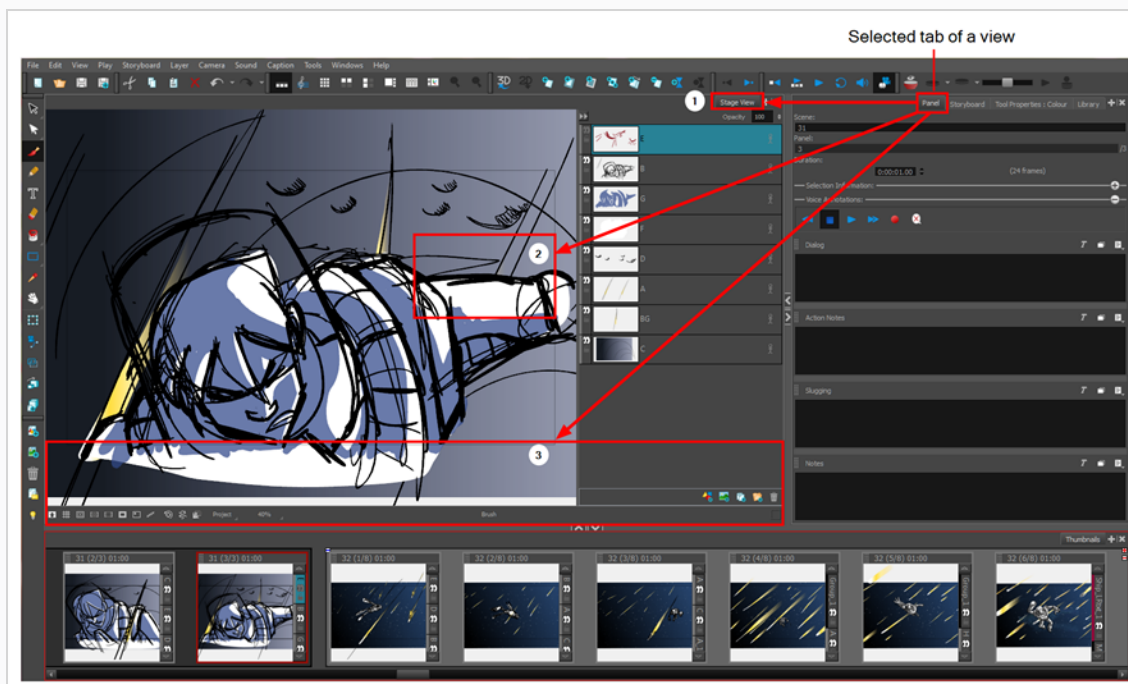 Selected tab of a view
File Edit View Play Storyboard Layer Camera Sound Caption Tools Windows Help
3D 2D
1 Stage View
Panel Storyboard Tool Properties : Colour Library
Opacity 100
Scene:
31
Panel:
3 /3
Duration:
0:00:01.00 (24 frames)
Selection Information:
Voice Annotations:
E
B
G
F
D
A
BG
C
2
3
Dialog
Action Notes
Slugging
Notes
Project 40% Brush
Thumbnails
31 (2/3) 01:00
31 (3/3) 01:00
32 (1/8) 01:00
32 (2/8) 01:00
32 (3/8) 01:00
32 (4/8) 01:00
32 (5/8) 01:00
32 (6/8) 01:00